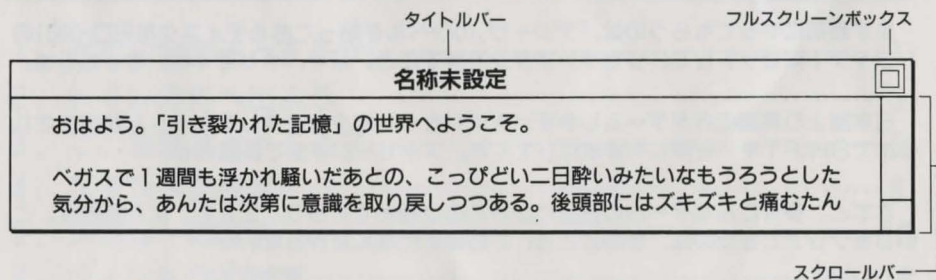 タイトルバー
フルスクリーンボックス
名称未設定
おはよう。「引き裂かれた記憶」の世界へようこそ。
ベガスで1週間も浮かれ騒いだあとの、こっぴどい二日酔いみたいなもうろうとした
気分から、あんたは次第に意識を取り戻しつつある。後頭部にはズキズキと痛むたん
スクロールバー